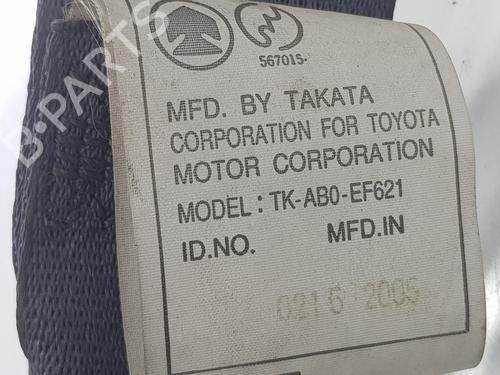 567015-
MFD. BY TAKATA
CORPORATION FOR TOYOTA
MOTOR CORPORATION
MODEL: TK-AB0-EF621
ID.NO. MFD.IN
0216 2005
B-PARTS